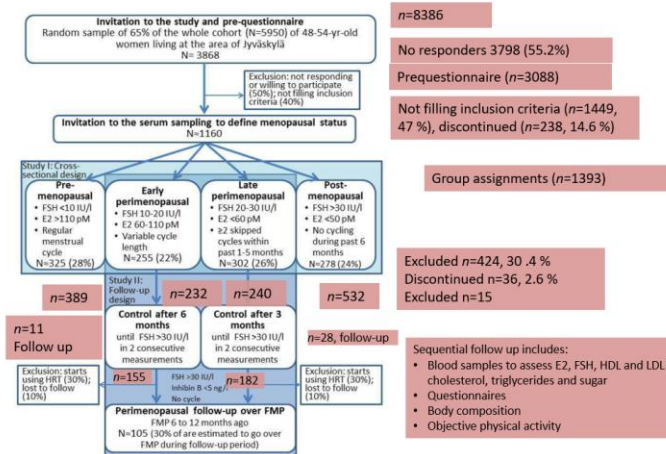 Invitation to the study and pre-questionnaire
Random sample of 65% of the whole cohort (N=5950) of 48-54-yr-old
women living at the area of Jyväskylä
N= 3868
n=8386
No responders 3798 (55.2%)
Prequestionnaire (n=3088)
Exclusion: not responding
or willing to participate
(50%); not filling inclusion
criteria (40%)
Not filling inclusion criteria (n=1449,
47 %), discontinued (n=238, 14.6 %)
Invitation to the serum sampling to define menopausal status
N=1160
Group assignments (n=1393)
Study I: Cross-
sectional design
Pre-
menopausal
• FSH <10 IU/l
• E2 >110 pM
• Regular
menstrual
cycle
N=325 (28%)
Early
perimenopausal
• FSH 10-20 IU/l
• E2 60-110 pM
• Variable cycle
length
N=255 (22%)
Late
perimenopausal
• FSH 20-30 IU/l
• E2 <60 pM
• ≥2 skipped
cycles within
past 1-5 months
N=302 (26%)
Post-
menopausal
• FSH >30 IU/l
• E2 <50 pM
• No cycling
during past 6
months
N=278 (24%)
Excluded n=424, 30 .4 %
Discontinued n=36, 2.6 %
Excluded n=15
Study II:
Follow-up
design
n=389
n=232
n=240
n=532
n=11
Follow up
Control after 6
months
until FSH >30 IU/l
in 2 consecutive
measurements
Control after 3
months
until FSH >30 IU/l
in 2 consecutive
measurements
n=28, follow-up
Sequential follow up includes:
• Blood samples to assess E2, FSH, HDL and LDL
cholesterol, triglycerides and sugar
• Questionnaires
• Body composition
• Objective physical activity
Exclusion: starts
using HRT (30%);
lost to follow
(10%)
n=155
FSH >30 IU/l
Inhibin B <5 ng/
No cycle
n=182
Exclusion: starts
using HRT (30%);
lost to follow
(10%)
Perimenopausal follow-up over FMP
FMP 6 to 12 months ago
N=105 (30% of are estimated to go over
FMP during follow-up period)